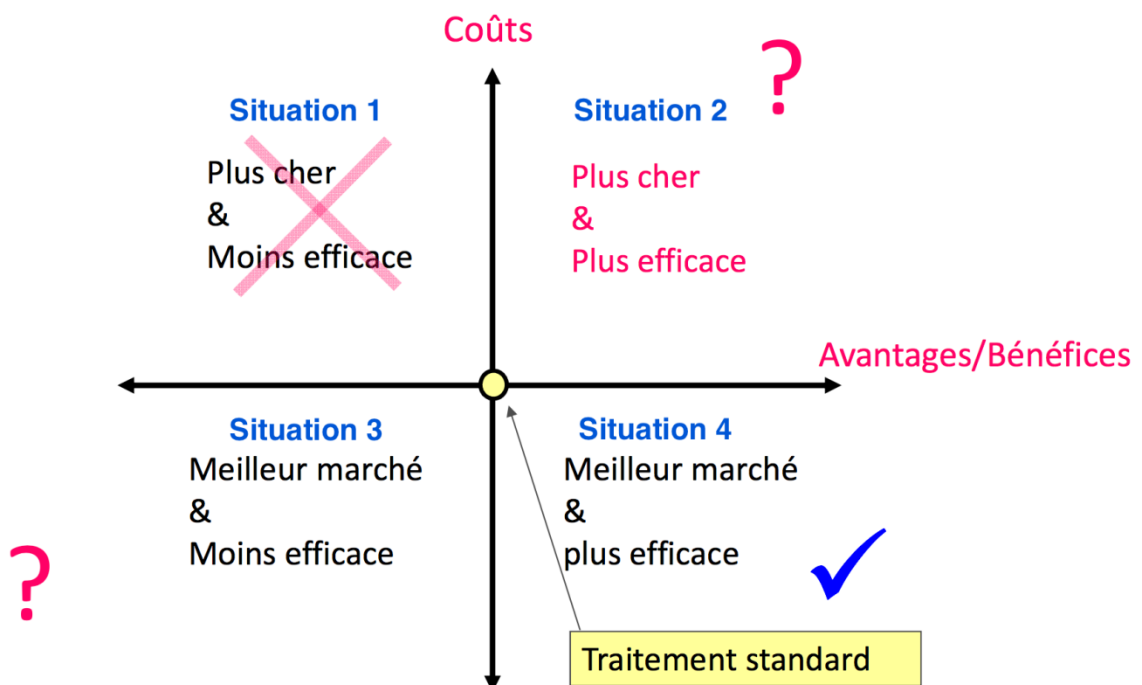 Coûts
?
Situation 1
Plus cher
&
Moins efficace
Situation 2
Plus cher
&
Plus efficace
Avantages/Bénéfices
Situation 3
Meilleur marché
&
Moins efficace
?
Situation 4
Meilleur marché
&
plus efficace
Traitement standard